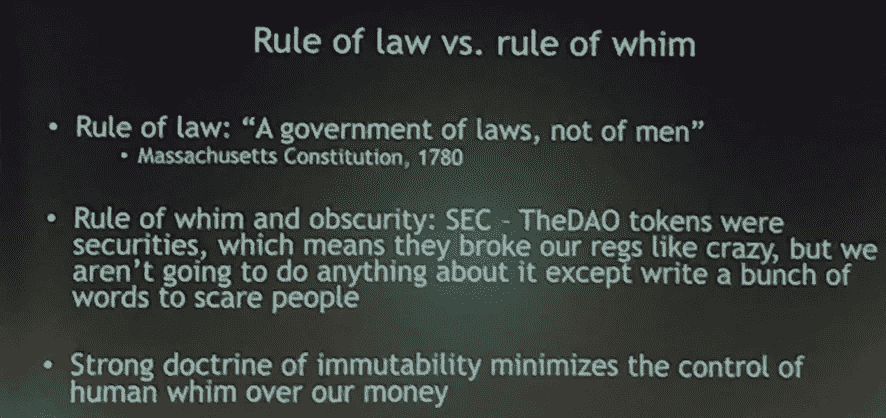 Rule of law vs. rule of whim
• Rule of law: “A government of laws, not of men”
• Massachusetts Constitution, 1780
• Rule of whim and obscurity: SEC - TheDAO tokens were
securities, which means they broke our regs like crazy, but we
aren’t going to do anything about it except write a bunch of
words to scare people
• Strong doctrine of immutability minimizes the control of
human whim over our money